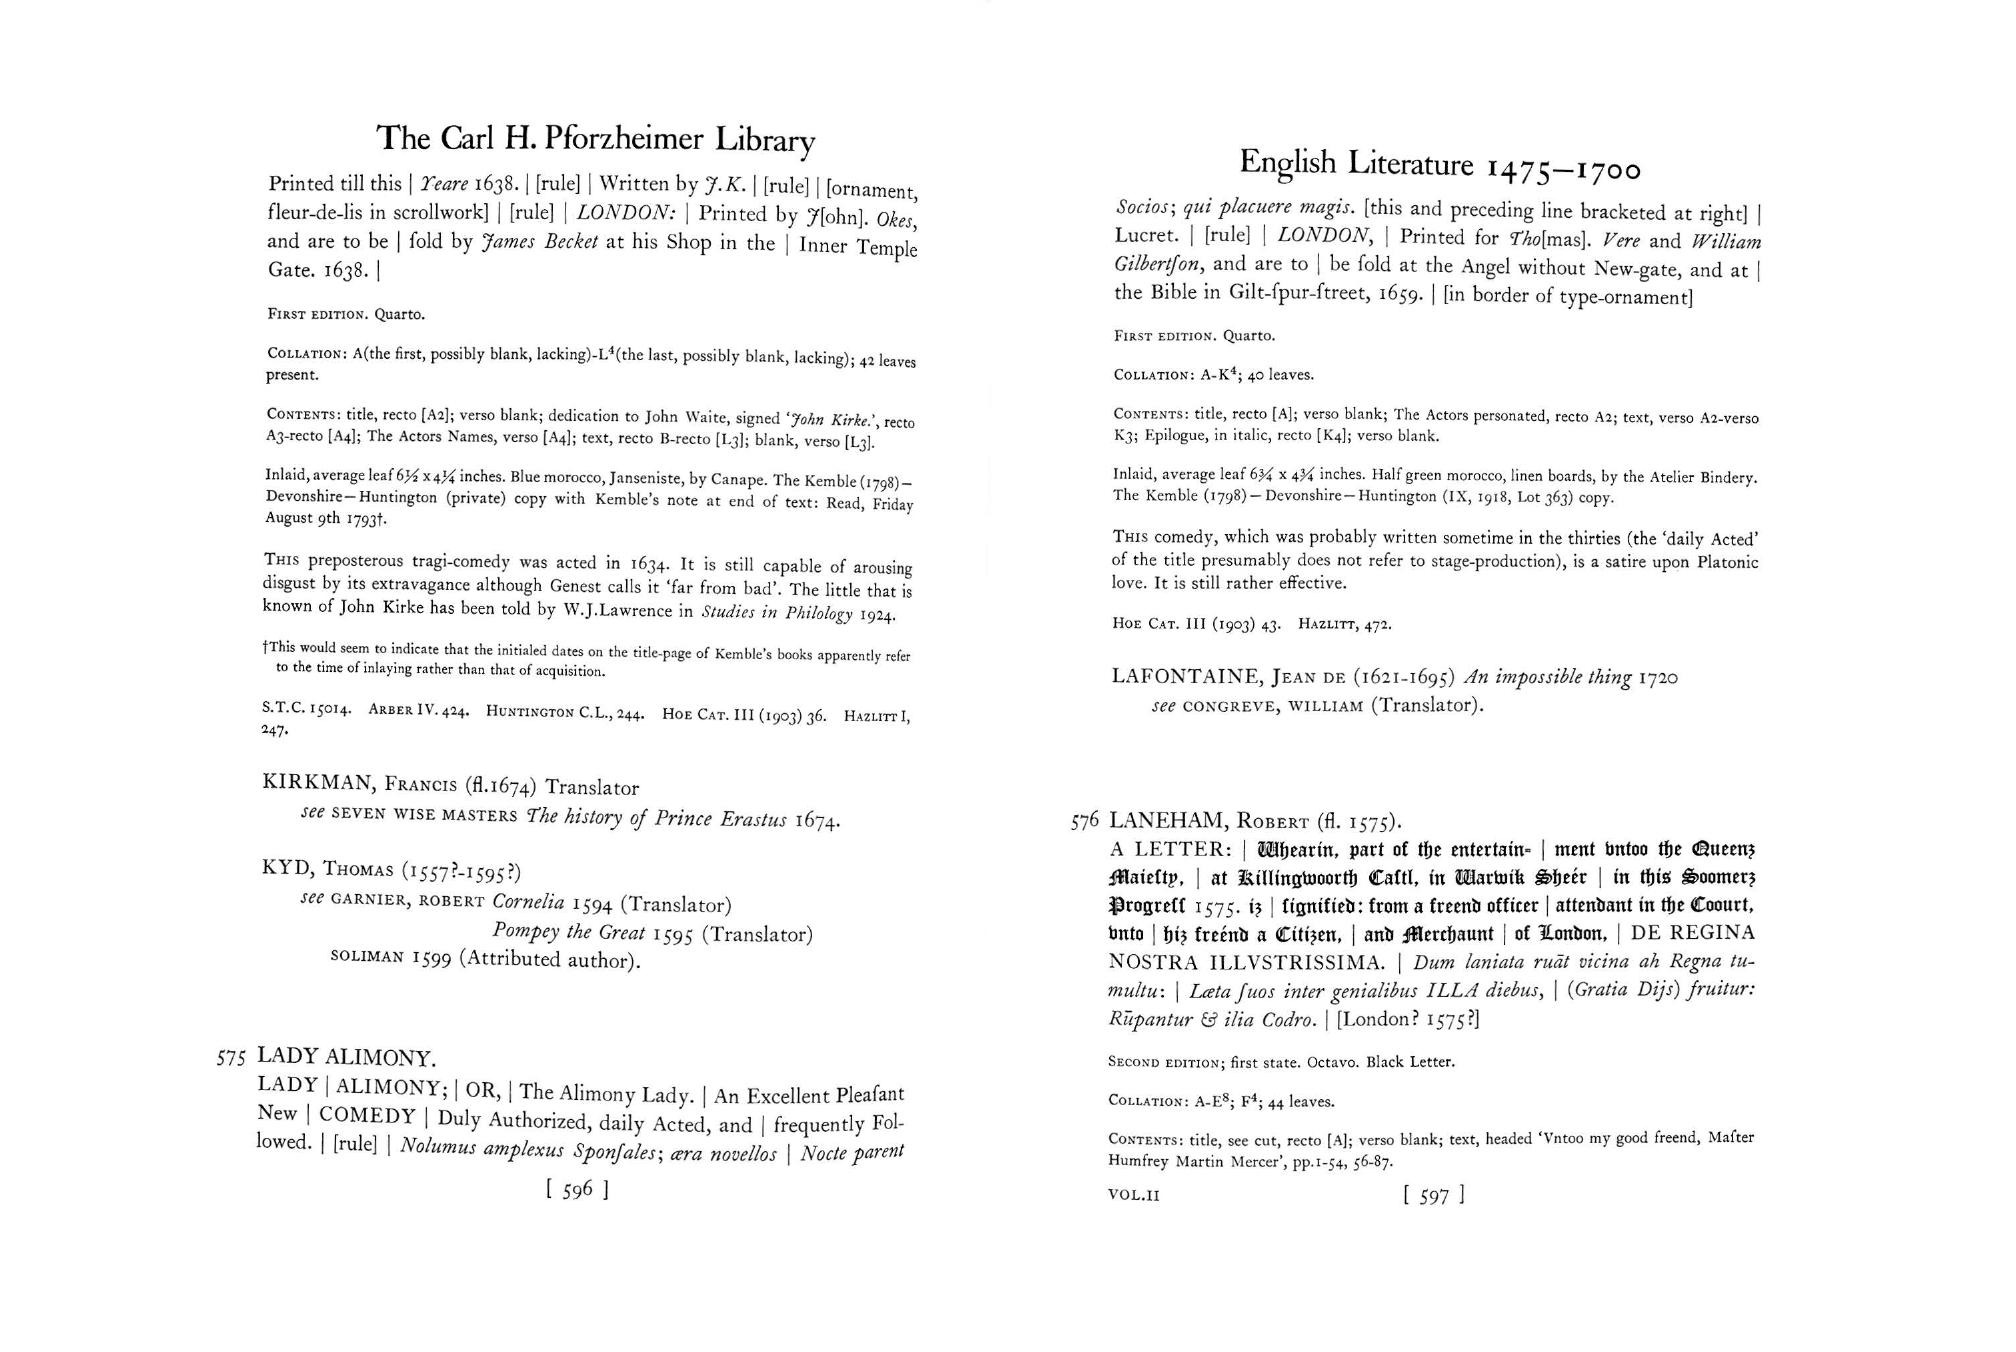 The Carl H. Pforzheimer Library
Printed till this | Yeare 1638. | [rule] | Written by J.K. | [rule] | [ornament,
fleur-de-lis in scrollwork] | [rule] | LONDON: | Printed by J[ohn]. Okes,
and are to be | ſold by James Becket at his Shop in the | Inner Temple
Gate. 1638. |
First edition. Quarto.
Collation: A(the first, possibly blank, lacking)-L⁴(the last, possibly blank, lacking); 42 leaves
present.
Contents: title, recto [A2]; verso blank; dedication to John Waite, signed ‘John Kirke.’, recto
A3-recto [A4]; The Actors Names, verso [A4]; text, recto B-recto [L3]; blank, verso [L3].
Inlaid, average leaf 6½ x 4¼ inches. Blue morocco, Janseniste, by Canape. The Kemble (1798)—
Devonshire—Huntington (private) copy with Kemble's note at end of text: Read, Friday
August 9th 1793†.
This preposterous tragi-comedy was acted in 1634. It is still capable of arousing
disgust by its extravagance although Genest calls it ‘far from bad’. The little that is
known of John Kirke has been told by W.J.Lawrence in Studies in Philology 1924.
†This would seem to indicate that the initialed dates on the title-page of Kemble's books apparently refer
to the time of inlaying rather than that of acquisition.
S.T.C. 15014. Arber IV. 424. Huntington C.L., 244. Hoe Cat. III (1903) 36. Hazlitt I,
247.
KIRKMAN, Francis (fl.1674) Translator
see SEVEN WISE MASTERS The history of Prince Erastus 1674.
KYD, Thomas (1557?-1595?)
see GARNIER, ROBERT Cornelia 1594 (Translator)
Pompey the Great 1595 (Translator)
SOLIMAN 1599 (Attributed author).
575 LADY ALIMONY.
LADY | ALIMONY; | OR, | The Alimony Lady. | An Excellent Pleaſant
New | COMEDY | Duly Authorized, daily Acted, and | frequently Fol-
lowed. | [rule] | Nolumus amplexus Sponſales; æra novellos | Nocte parent
[ 596 ]
English Literature 1475—1700
Socios; qui placuere magis. [this and preceding line bracketed at right] |
Lucret. | [rule] | LONDON, | Printed for Tho[mas]. Vere and William
Gilbertſon, and are to | be ſold at the Angel without New-gate, and at |
the Bible in Gilt-ſpur-ſtreet, 1659. | [in border of type-ornament]
First edition. Quarto.
Collation: A-K⁴; 40 leaves.
Contents: title, recto [A]; verso blank; The Actors personated, recto A2; text, verso A2-verso
K3; Epilogue, in italic, recto [K4]; verso blank.
Inlaid, average leaf 6¾ x 4¾ inches. Half green morocco, linen boards, by the Atelier Bindery.
The Kemble (1798)—Devonshire—Huntington (IX, 1918, Lot 363) copy.
This comedy, which was probably written sometime in the thirties (the ‘daily Acted’
of the title presumably does not refer to stage-production), is a satire upon Platonic
love. It is still rather effective.
Hoe Cat. III (1903) 43. Hazlitt, 472.
LAFONTAINE, Jean de (1621-1695) An impossible thing 1720
see CONGREVE, WILLIAM (Translator).
576 LANEHAM, Robert (fl. 1575).
A LETTER: | Whearin, part of the entertain- | ment vntoo the Queenz
Maieſty, | at Killingwoorth Caſtl, in Warwik Sheér | in this Soomerz
Progreſſ 1575. iz | ſignified: from a freend officer | attendant in the Coourt,
vnto | hiz freénd a Citizen, | and Merchaunt | of London, | DE REGINA
NOSTRA ILLVSTRISSIMA. | Dum laniata ruāt vicina ah Regna tu-
multu: | Læta ſuos inter genialibus ILLA diebus, | (Gratia Dijs) fruitur:
Rūpantur & ilia Codro. | [London? 1575?]
Second edition; first state. Octavo. Black Letter.
Collation: A-E⁸; F⁴; 44 leaves.
Contents: title, see cut, recto [A]; verso blank; text, headed ‘Vntoo my good freend, Maſter
Humfrey Martin Mercer’, pp.1-54, 56-87.
VOL.II
[ 597 ]